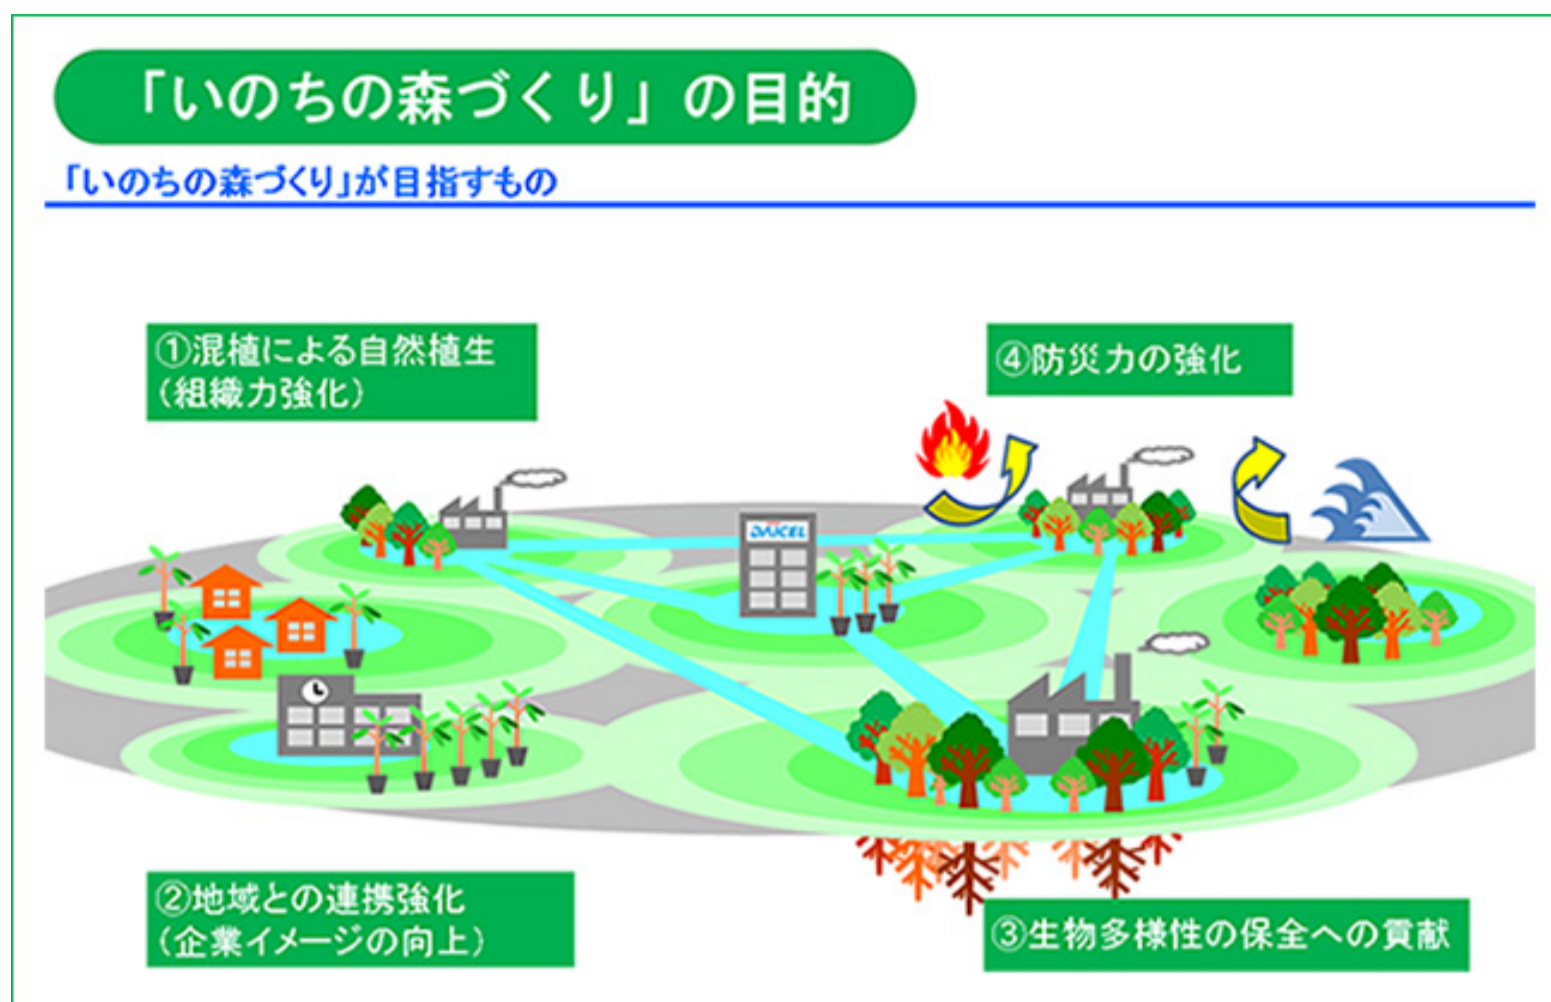 「いのちの森づくり」の目的
「いのちの森づくり」が目指すもの
①混植による自然植生
（組織力強化）
④防災力の強化
DAICEL
②地域との連携強化
（企業イメージの向上）
③生物多様性の保全への貢献